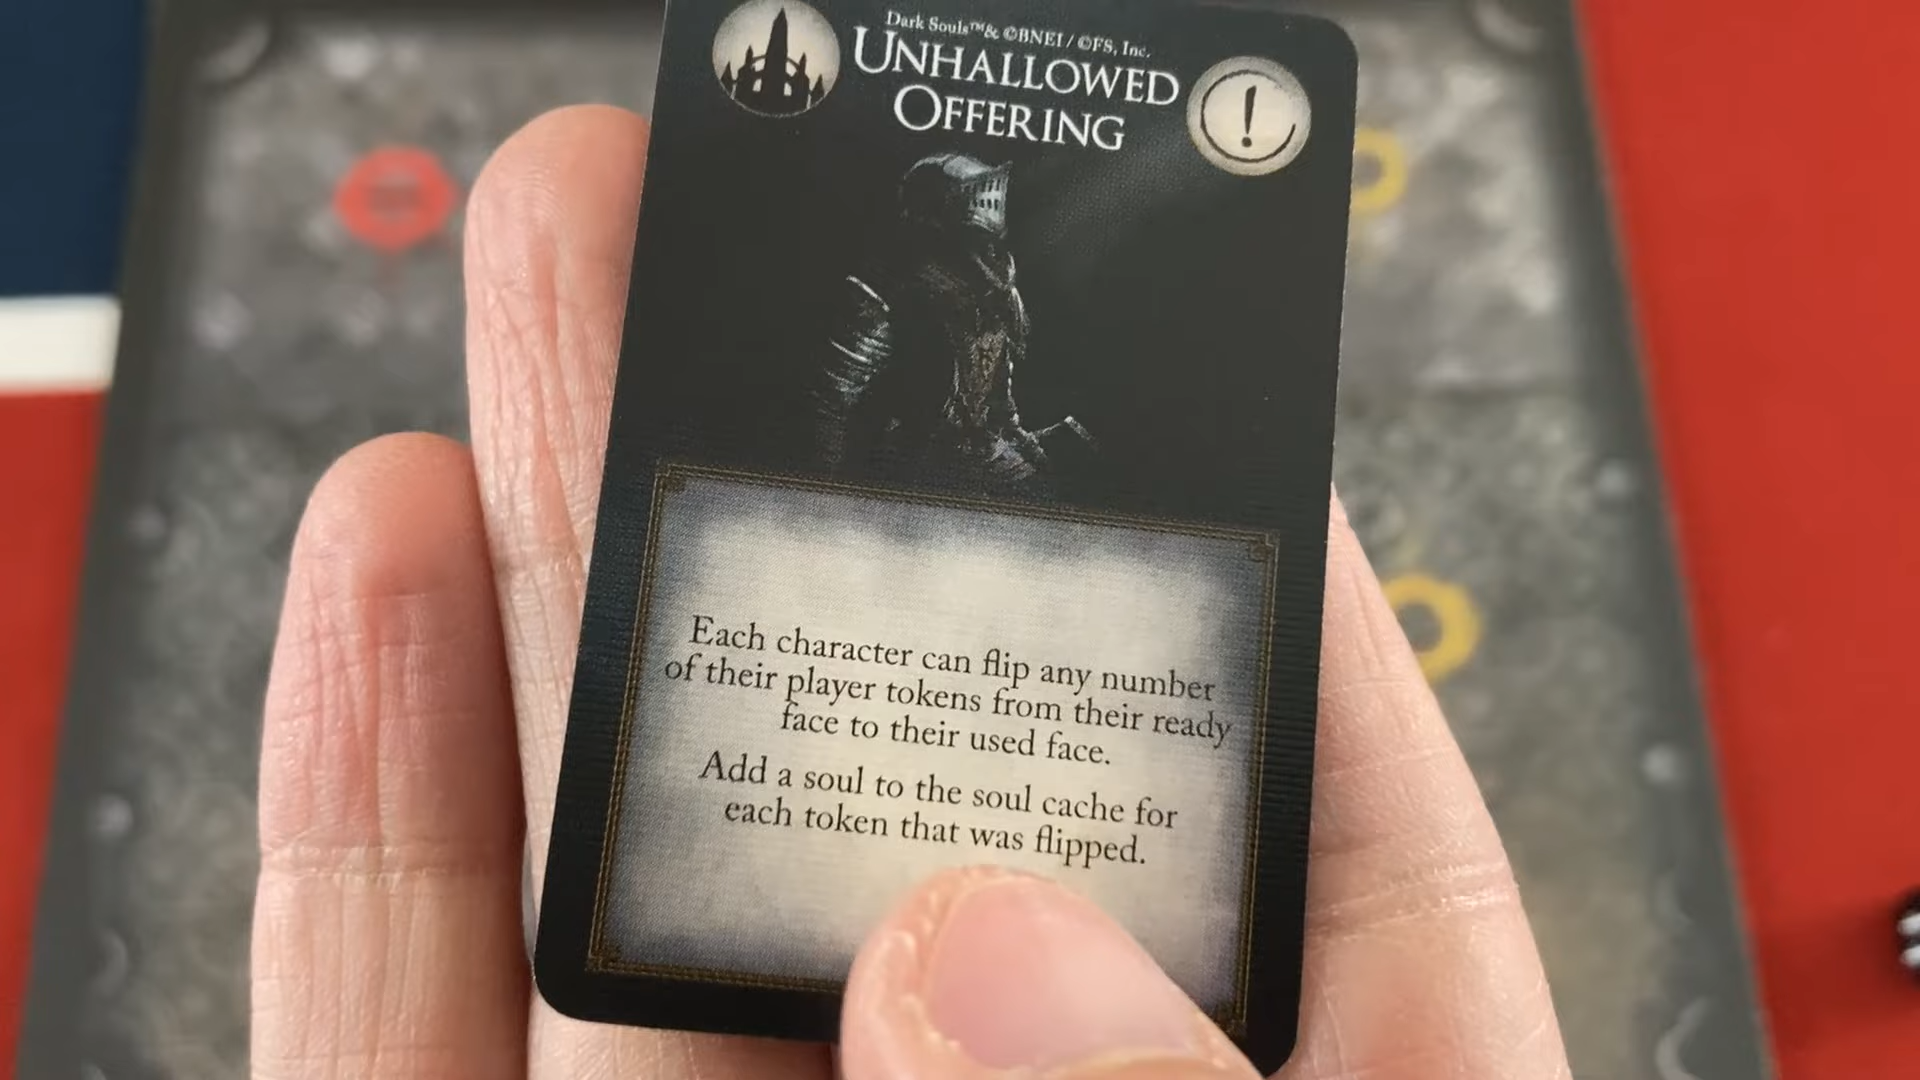 Dark Souls™& ©BNEI / ©FS, Inc.
UNHALLOWED
OFFERING
!
Each character can flip any number
of their player tokens from their ready
face to their used face.
Add a soul to the soul cache for
each token that was flipped.